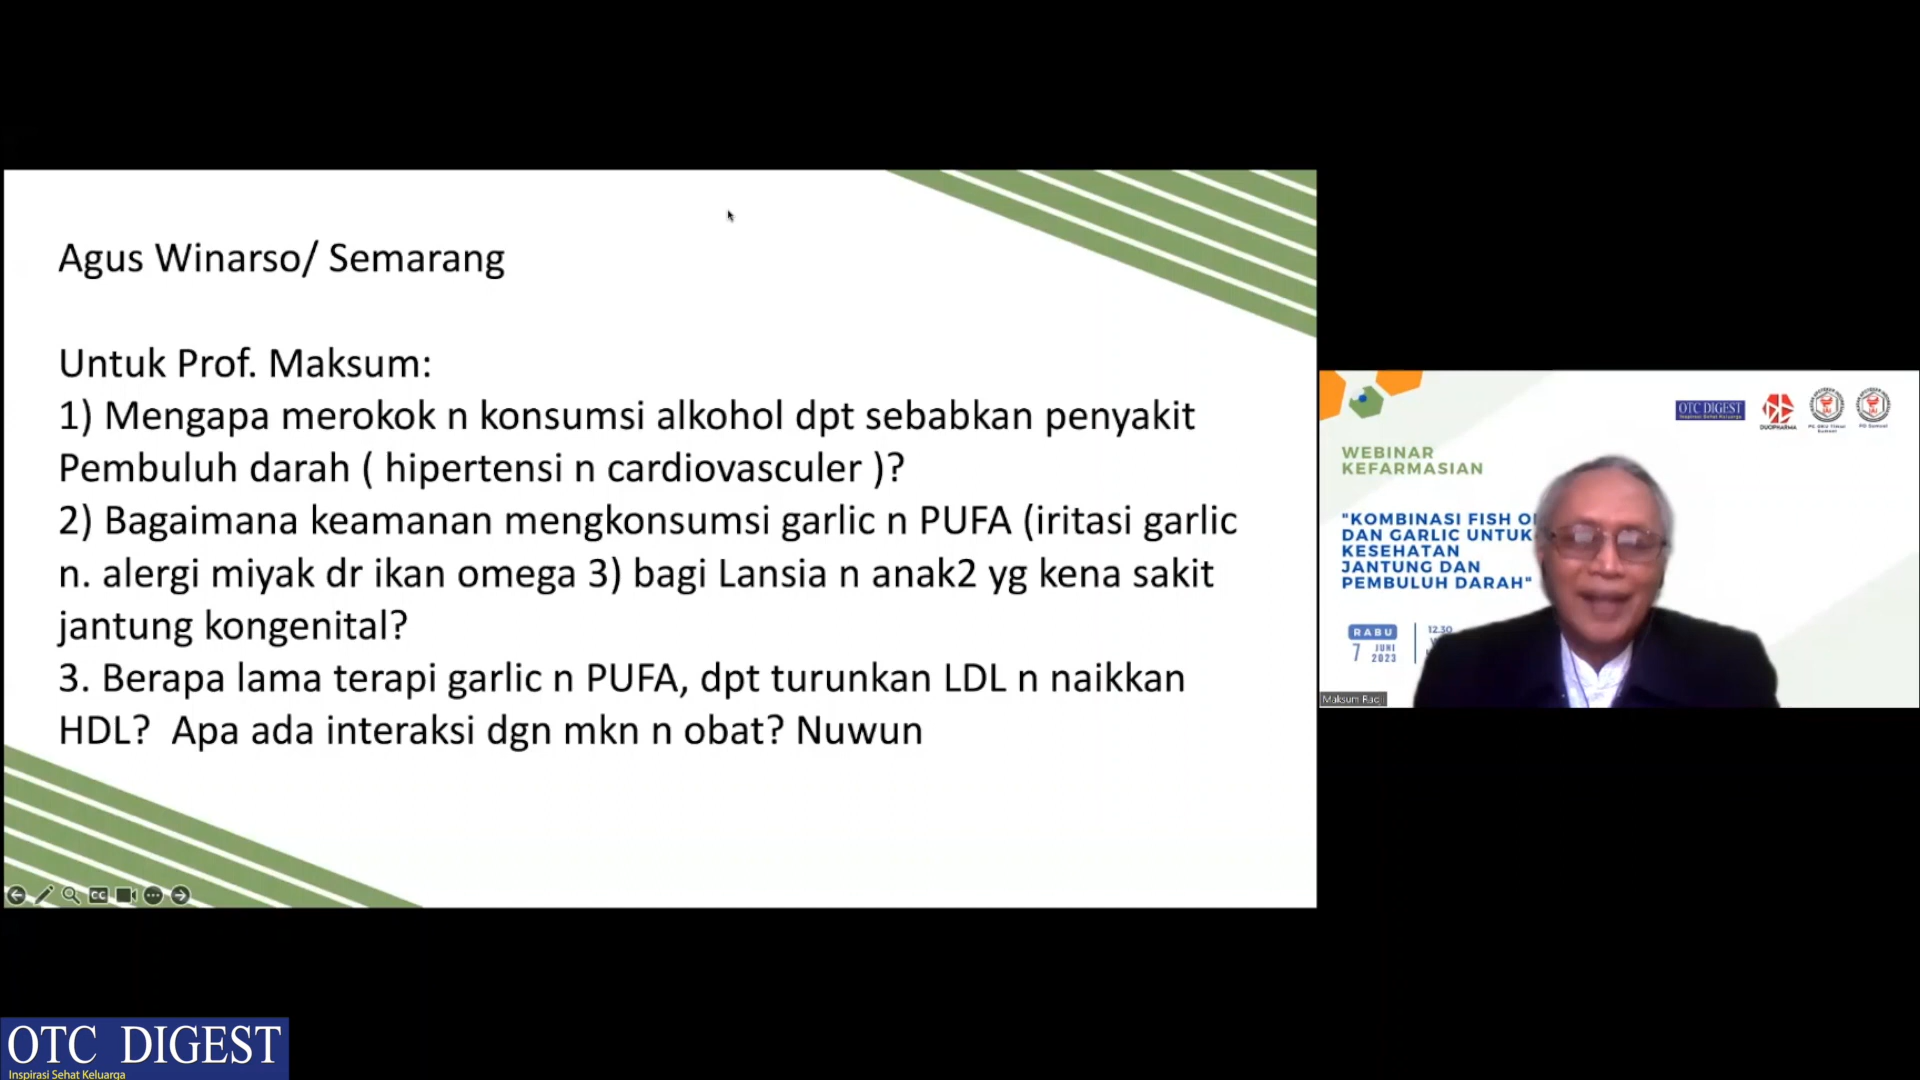 Agus Winarso/ Semarang
Untuk Prof. Maksum:
1) Mengapa merokok n konsumsi alkohol dpt sebabkan penyakit
Pembuluh darah ( hipertensi n cardiovasculer )?
2) Bagaimana keamanan mengkonsumsi garlic n PUFA (iritasi garlic
n. alergi miyak dr ikan omega 3) bagi Lansia n anak2 yg kena sakit
jantung kongenital?
3. Berapa lama terapi garlic n PUFA, dpt turunkan LDL n naikkan
HDL?  Apa ada interaksi dgn mkn n obat? Nuwun
CC
OTC DIGEST
DUOPHARMA
WEBINAR
KEFARMASIAN
"KOMBINASI FISH
DAN GARLIC UNTUK
KESEHATAN
JANTUNG DAN
PEMBULUH DARAH"
RABU
7 JUNI
2023
12.30
Maksum
OTC DIGEST
Inspirasi Sehat Keluarga